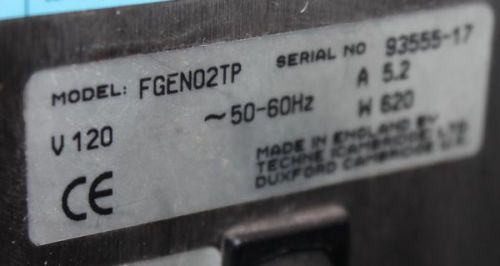 MODEL: FGEN02TP SERIAL NO 93555-17
V 120 ~50-60Hz A 5.2
W 620
MADE IN ENGLAND BY
TECHNE CAMBRIDGE LTD.
DUXFORD CAMBRIDGE U.K.
CE